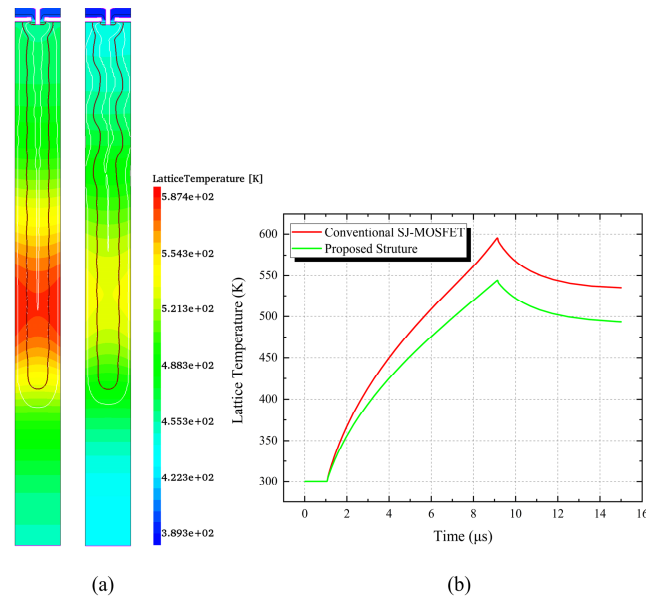 LatticeTemperature [K]
5.874e+02
5.543e+02
5.213e+02
4.883e+02
4.553e+02
4.223e+02
3.893e+02
(a)
Conventional SJ-MOSFET
Proposed Struture
Lattice Temperature (K)
600
550
500
450
400
350
300
0 2 4 6 8 10 12 14 16
Time (μs)
(b)